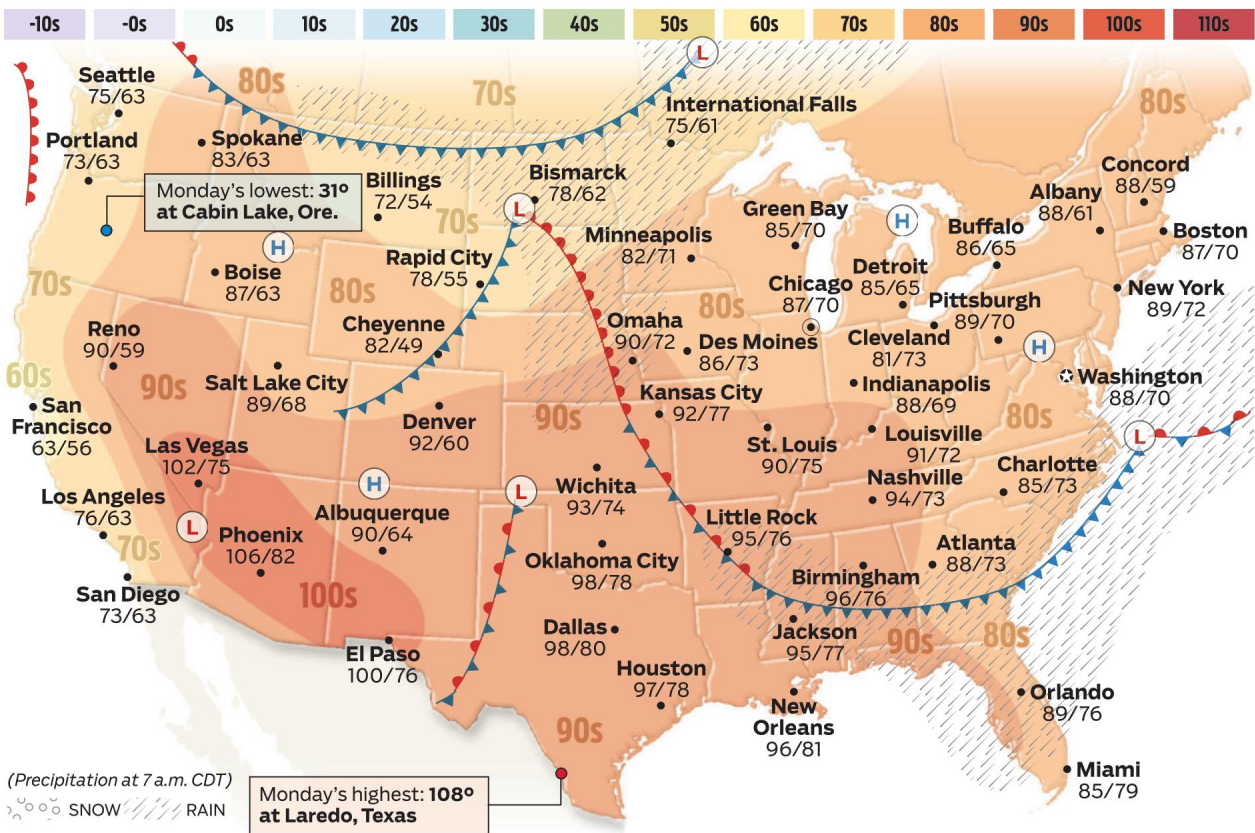 -10s -0s 0s 10s 20s 30s 40s 50s 60s 70s 80s 90s 100s 110s
L
Seattle
75/63
80s
70s
80s
International Falls
75/61
Portland
73/63
Spokane
83/63
Billings
72/54
Bismarck
78/62
Concord
88/59
Monday's lowest: 31°
at Cabin Lake, Ore.
Albany
88/61
L
70s
Green Bay
85/70
H
Buffalo
86/65
Boston
87/70
H
Minneapolis
82/71
Rapid City
78/55
Detroit
85/65
Boise
87/63
70s
80s
Chicago
87/70
80s
New York
89/72
Pittsburgh
89/70
Reno
90/59
Cheyenne
82/49
Omaha
90/72
Des Moines
86/73
Cleveland
81/73
H
60s
90s
Salt Lake City
89/68
Indianapolis
88/69
Washington
88/70
San
Francisco
63/56
Denver
92/60
90s
Kansas City
92/77
80s
Las Vegas
102/75
St. Louis
90/75
Louisville
91/72
L
Los Angeles
76/63
H
L
Wichita
93/74
Nashville
94/73
Charlotte
85/73
L
Albuquerque
90/64
Phoenix
106/82
Little Rock
95/76
70s
Oklahoma City
98/78
Atlanta
88/73
Birmingham
96/76
San Diego
73/63
100s
Dallas
98/80
Jackson
95/77
90s
80s
El Paso
100/76
Houston
97/78
New
Orleans
96/81
Orlando
89/76
90s
Miami
85/79
(Precipitation at 7 a.m. CDT)
SNOW RAIN
Monday's highest: 108°
at Laredo, Texas